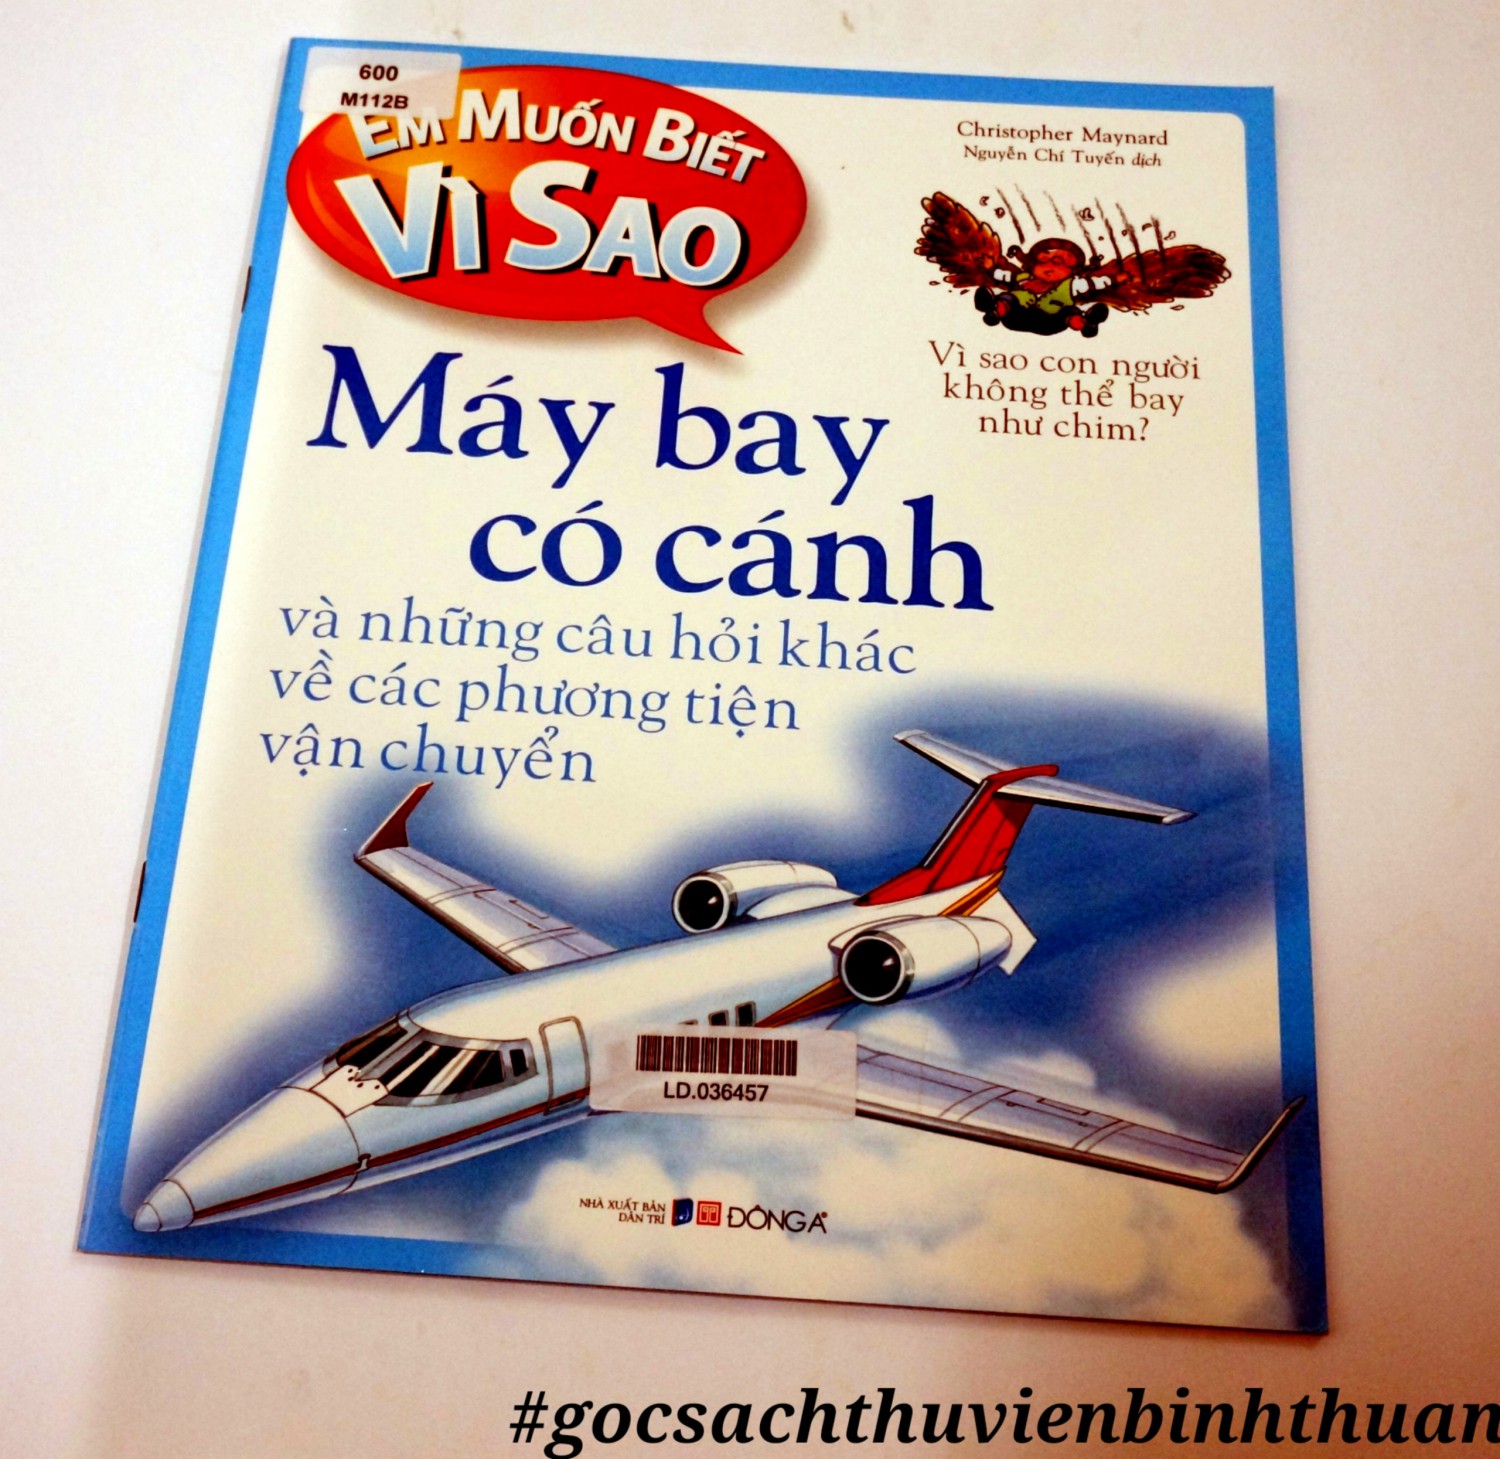 600
M112B
EM MUỐN BIẾT
VÌ SAO
Christopher Maynard
Nguyễn Chí Tuyến dịch
Vì sao con người
không thể bay
như chim?
Máy bay
có cánh
và những câu hỏi khác
về các phương tiện
vận chuyển
LD.036457
NHÀ XUẤT BẢN
DÂN TRÍ
ĐÔNG A
#gocsachthuvienbinhthuan